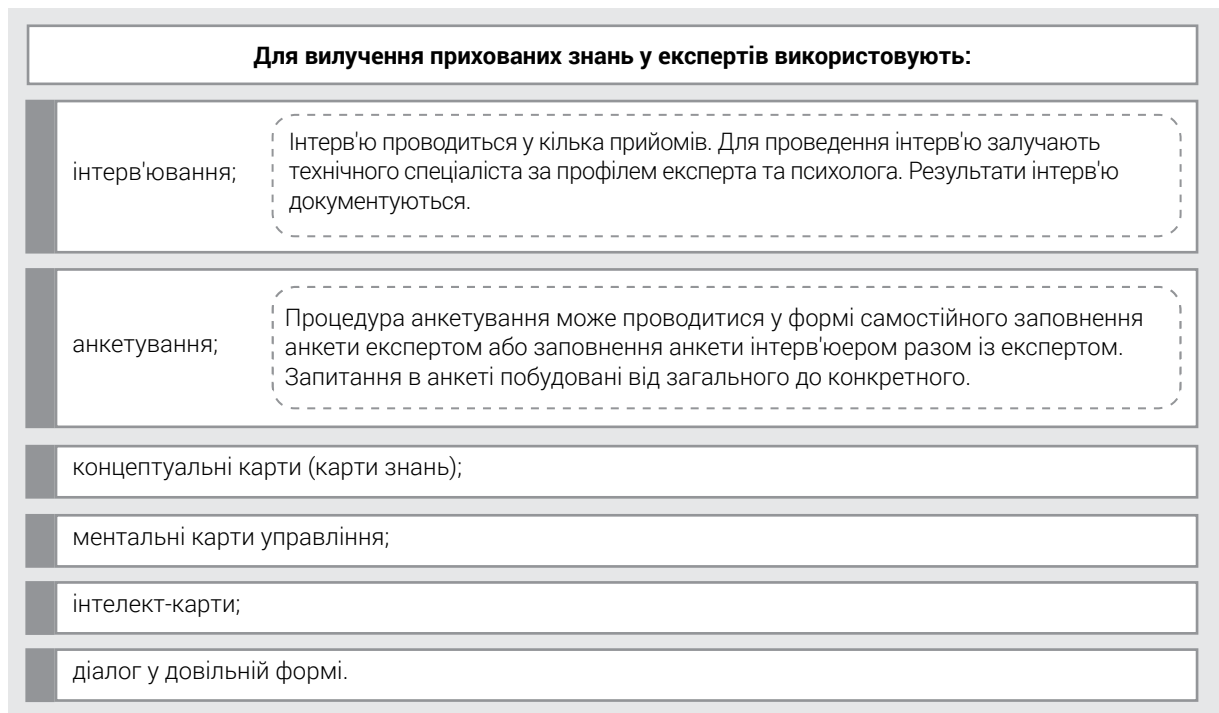 Для вилучення прихованих знань у експертів використовують:
інтерв'ювання;
Інтерв'ю проводиться у кілька прийомів. Для проведення інтерв'ю залучають
технічного спеціаліста за профілем експерта та психолога. Результати інтерв'ю
документуються.
анкетування;
Процедура анкетування може проводитися у формі самостійного заповнення
анкети експертом або заповнення анкети інтерв'юером разом із експертом.
Запитання в анкеті побудовані від загального до конкретного.
концептуальні карти (карти знань);
ментальні карти управління;
інтелект-карти;
діалог у довільній формі.